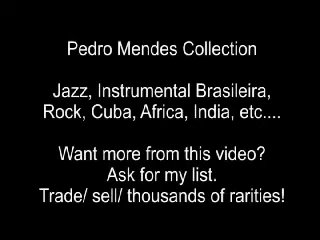 Pedro Mendes Collection
Jazz, Instrumental Brasileira,
Rock, Cuba, Africa, India, etc....
Want more from this video?
Ask for my list.
Trade/ sell/ thousands of rarities!